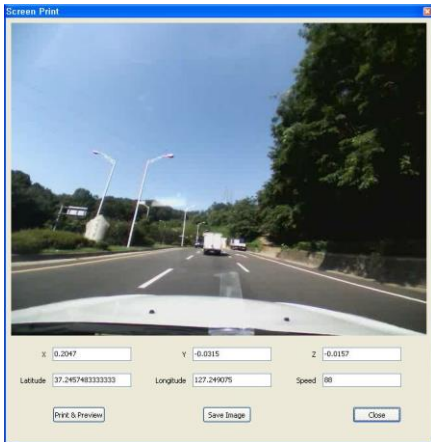 Screen Print
X 0.2047 Y -0.0315 Z -0.0157
Latitude 37.2457483333333 Longitude 127.249075 Speed 88
Print & Preview Save Image Close